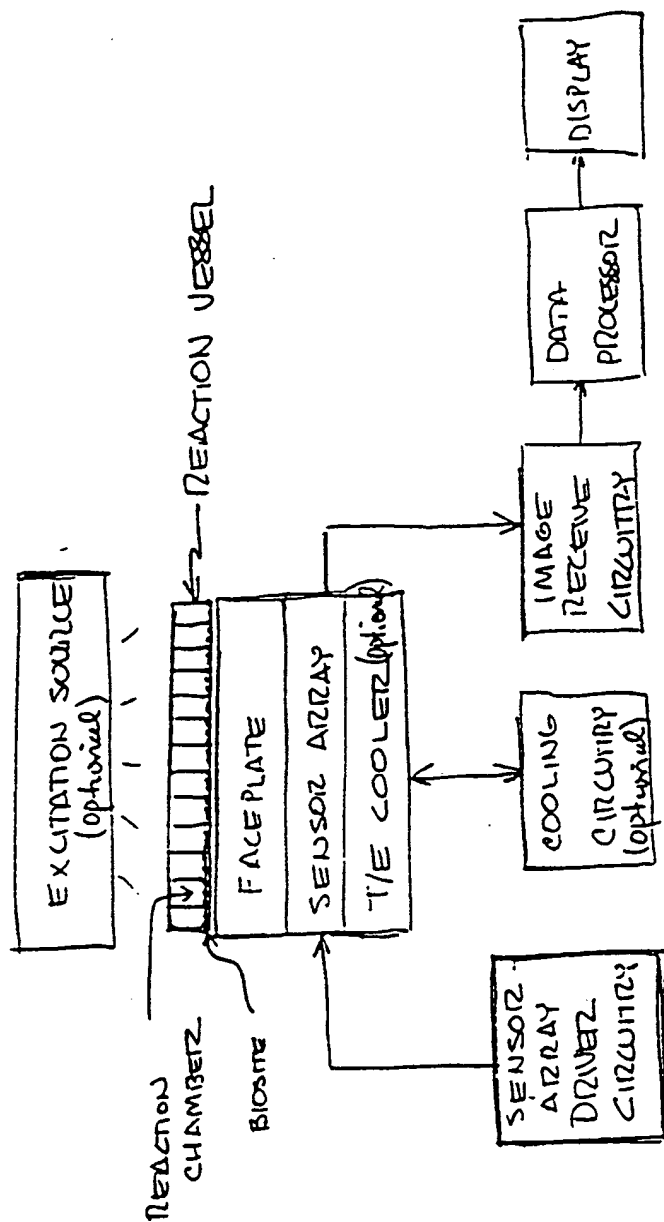 EXCITATION SOURCE
(optional)
REACTION VESSEL
REACTION
CHAMBER
BIOSITE
FACEPLATE
SENSOR ARRAY
T/E COOLER (optional)
SENSOR
ARRAY
DRIVER
CIRCUITRY
COOLING
CIRCUITRY
(optional)
IMAGE
RECEIVE
CIRCUITRY
DATA
PROCESSOR
DISPLAY